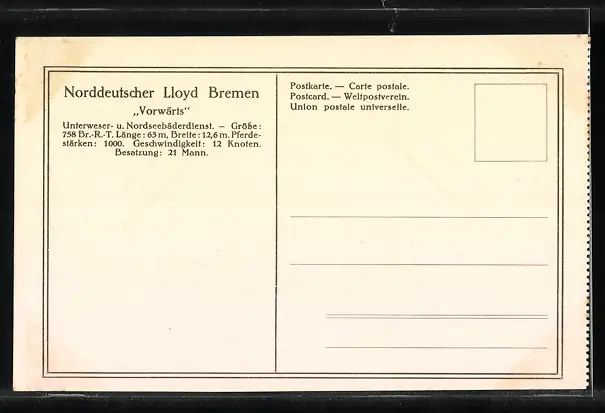 Norddeutscher Lloyd Bremen
„Vorwärts“
Unterweser- u. Nordseebäderdienst. — Größe:
758 Br.-R.-T. Länge: 63 m, Breite: 12,6 m. Pferde-
stärken: 1000. Geschwindigkeit: 12 Knoten.
Besatzung: 21 Mann.
Postkarte. — Carte postale.
Postcard. — Weltpostverein.
Union postale universelle.